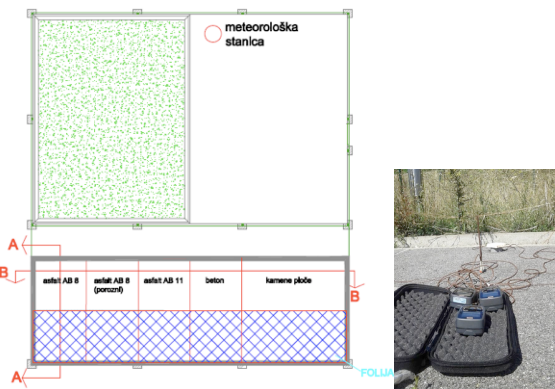 meteorološka
stanica
A
B
asfalt AB 8
asfalt AB 8
(porozni)
asfalt AB 11
beton
kamene ploče
B
A
FOLIJA